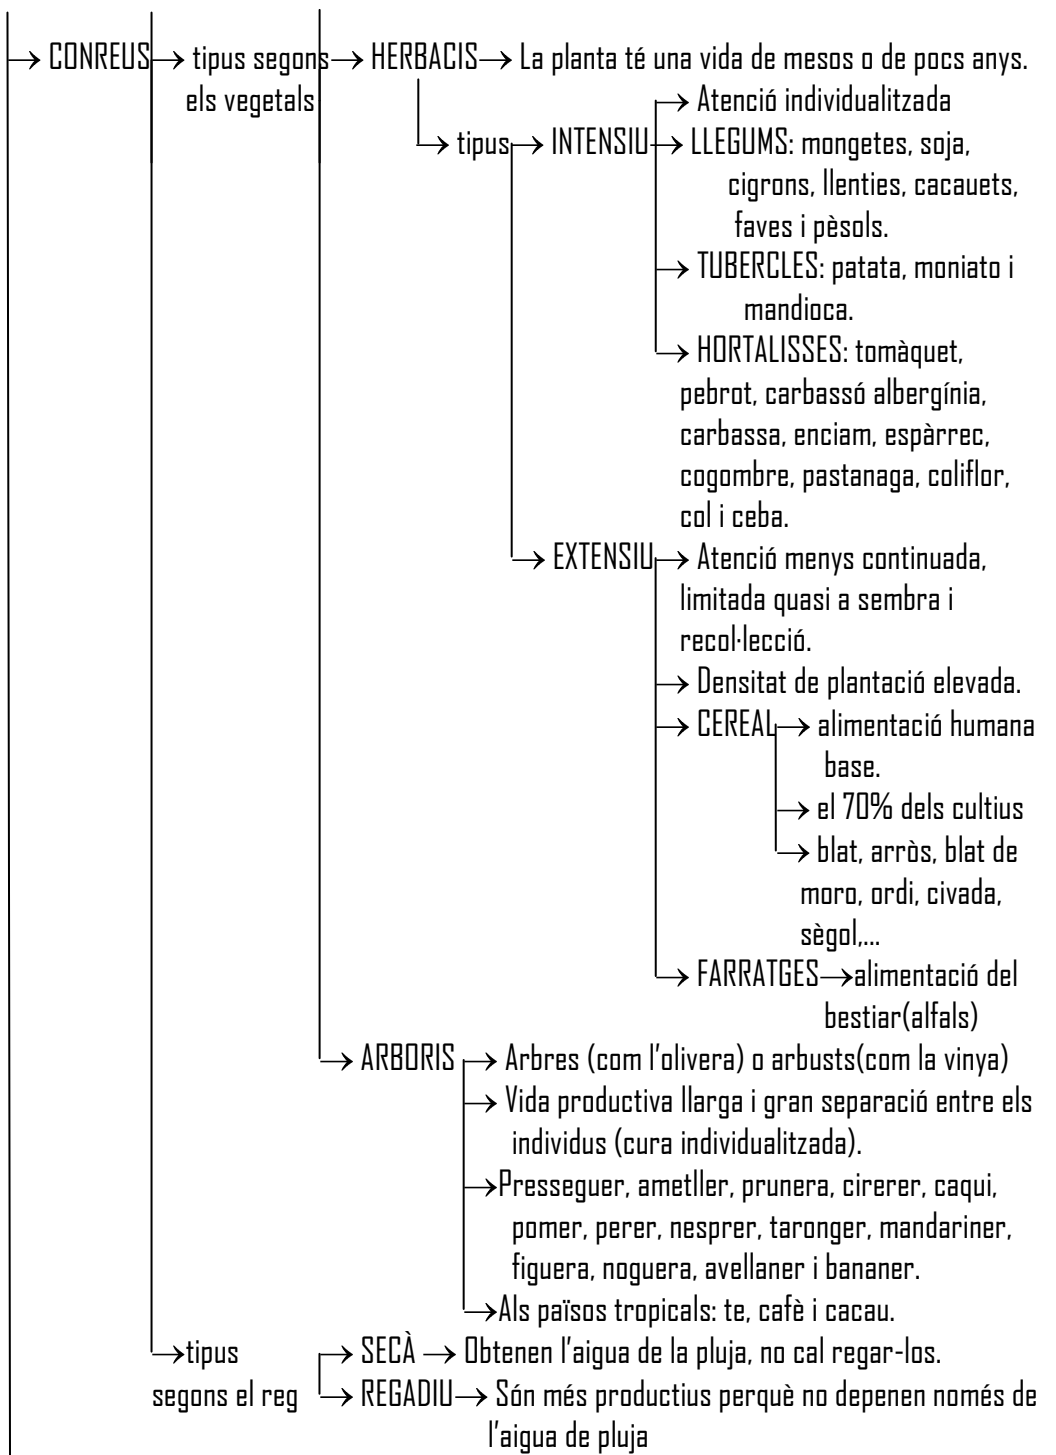 → CONREUS → tipus segons → HERBACIS → La planta té una vida de mesos o de pocs anys.
els vegetals → Atenció individualitzada
→ tipus → INTENSIU → LLEGUMS: mongetes, soja,
cigrons, llenties, cacauets,
faves i pèsols.
→ TUBERCLES: patata, moniato i
mandioca.
→ HORTALISSES: tomàquet,
pebrot, carbassó albergínia,
carbassa, enciam, espàrrec,
cogombre, pastanaga, coliflor,
col i ceba.
→ EXTENSIU → Atenció menys continuada,
limitada quasi a sembra i
recol·lecció.
→ Densitat de plantació elevada.
→ CEREAL → alimentació humana
base.
→ el 70% dels cultius
→ blat, arròs, blat de
moro, ordi, civada,
sègol,...
→ FARRATGES → alimentació del
bestiar(alfals)
→ ARBORIS → Arbres (com l'olivera) o arbusts(com la vinya)
→ Vida productiva llarga i gran separació entre els
individus (cura individualitzada).
→Presseguer, ametller, prunera, cirerer, caqui,
pomer, perer, nesprer, taronger, mandariner,
figuera, noguera, avellaner i bananer.
→Als països tropicals: te, cafè i cacau.
→tipus → SECÀ → Obtenen l'aigua de la pluja, no cal regar-los.
segons el reg → REGADIU → Són més productius perquè no depenen només de
l'aigua de pluja